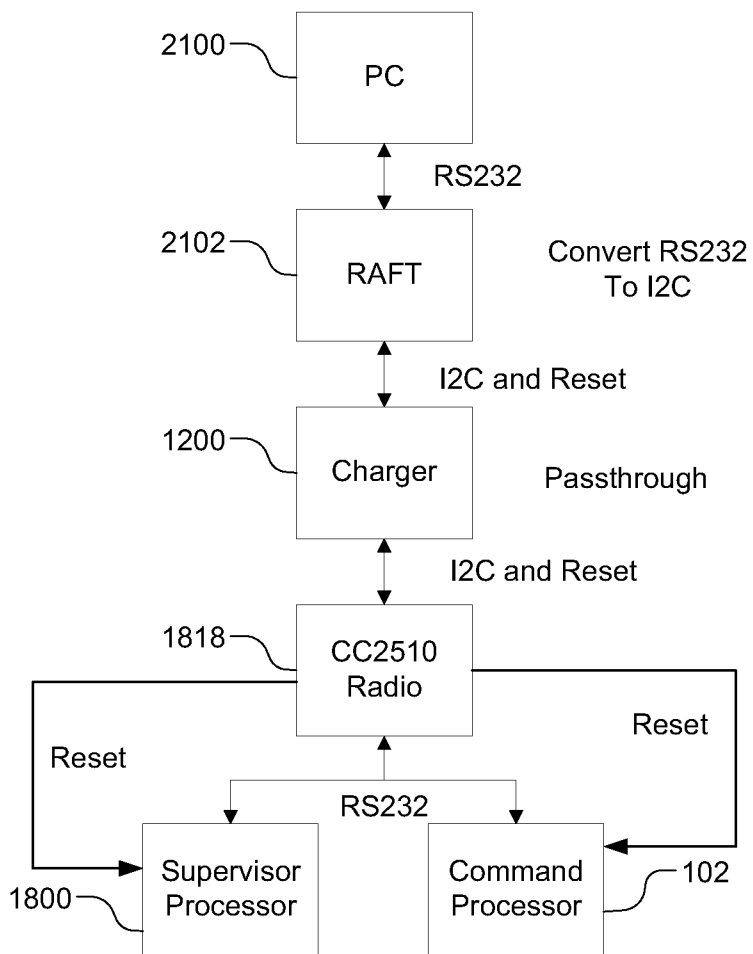 2100
PC
RS232
2102
RAFT
Convert RS232
To I2C
I2C and Reset
1200
Charger
Passthrough
I2C and Reset
1818
CC2510
Radio
Reset
Reset
RS232
Supervisor
Processor
Command
Processor
1800
102